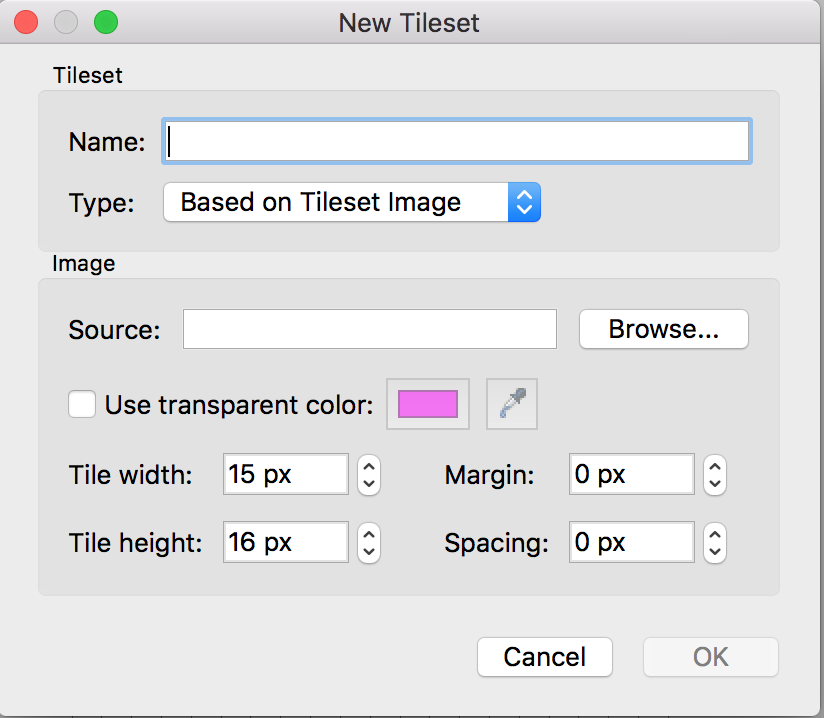 New Tileset
Tileset
Name:
Type: Based on Tileset Image
Image
Source: Browse...
Use transparent color:
Tile width: 15 px Margin: 0 px
Tile height: 16 px Spacing: 0 px
Cancel OK